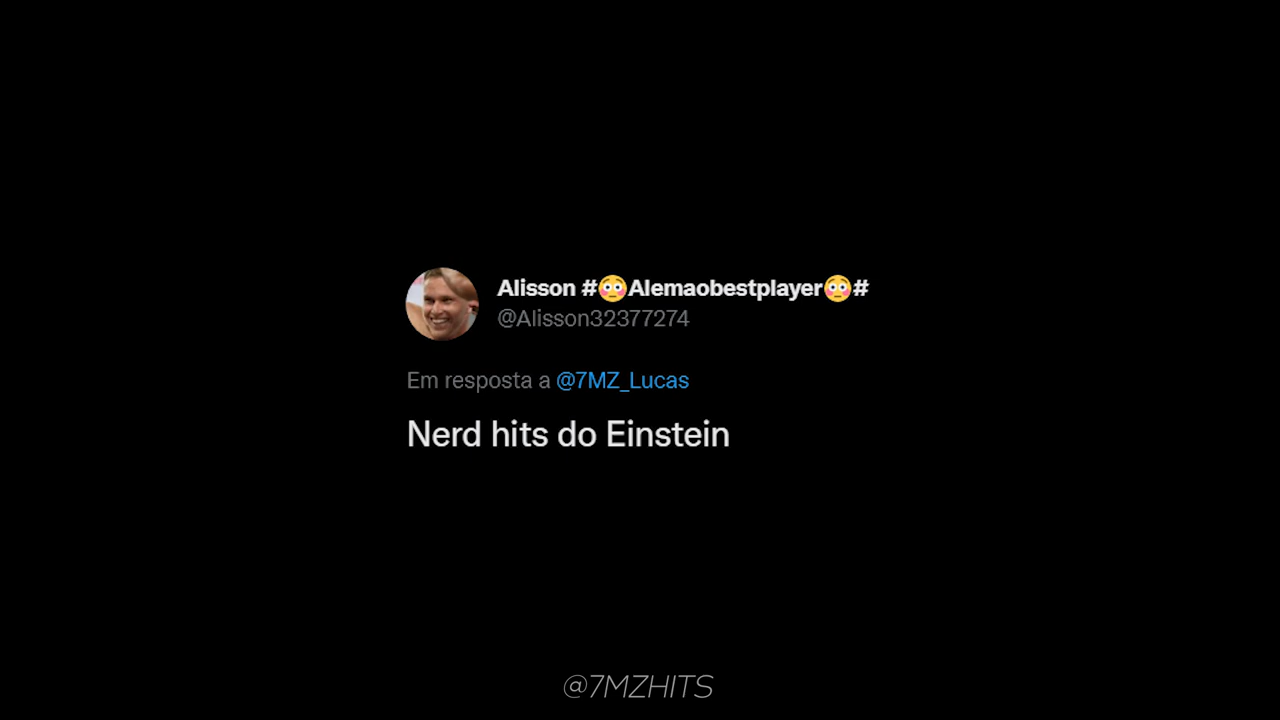 Alisson #😳Alemaobestplayer😳#
@Alisson32377274
Em resposta a @7MZ_Lucas
Nerd hits do Einstein
@7MZHITS